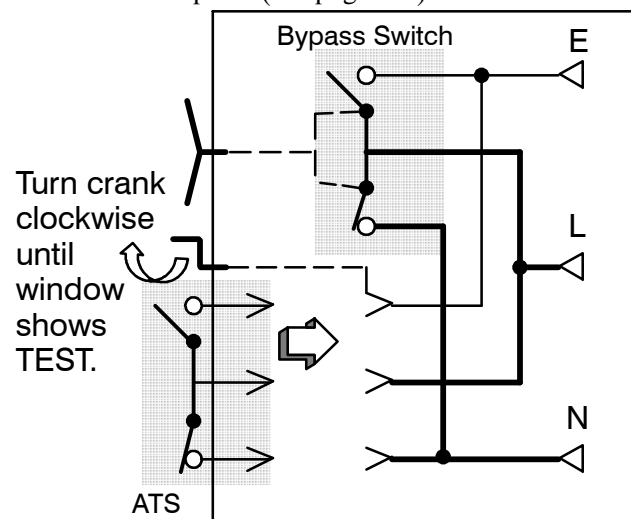 Bypass Switch
E
Turn crank
clockwise
until
window
shows
TEST.
L
N
ATS